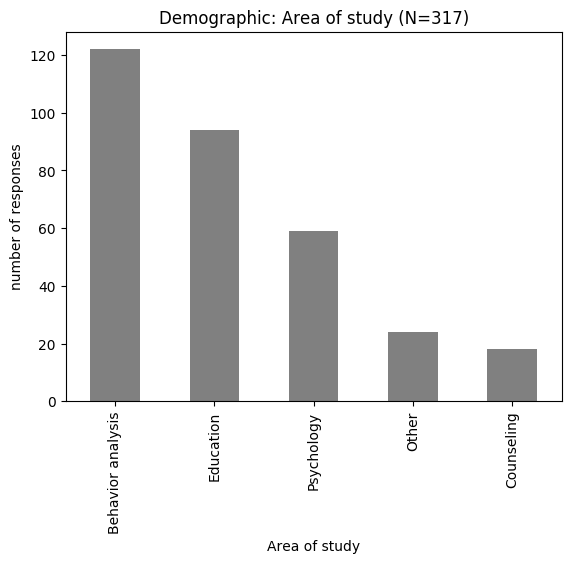 Demographic: Area of study (N=317)
number of responses
120
100
80
60
40
20
0
Behavior analysis
Education
Psychology
Other
Counseling
Area of study